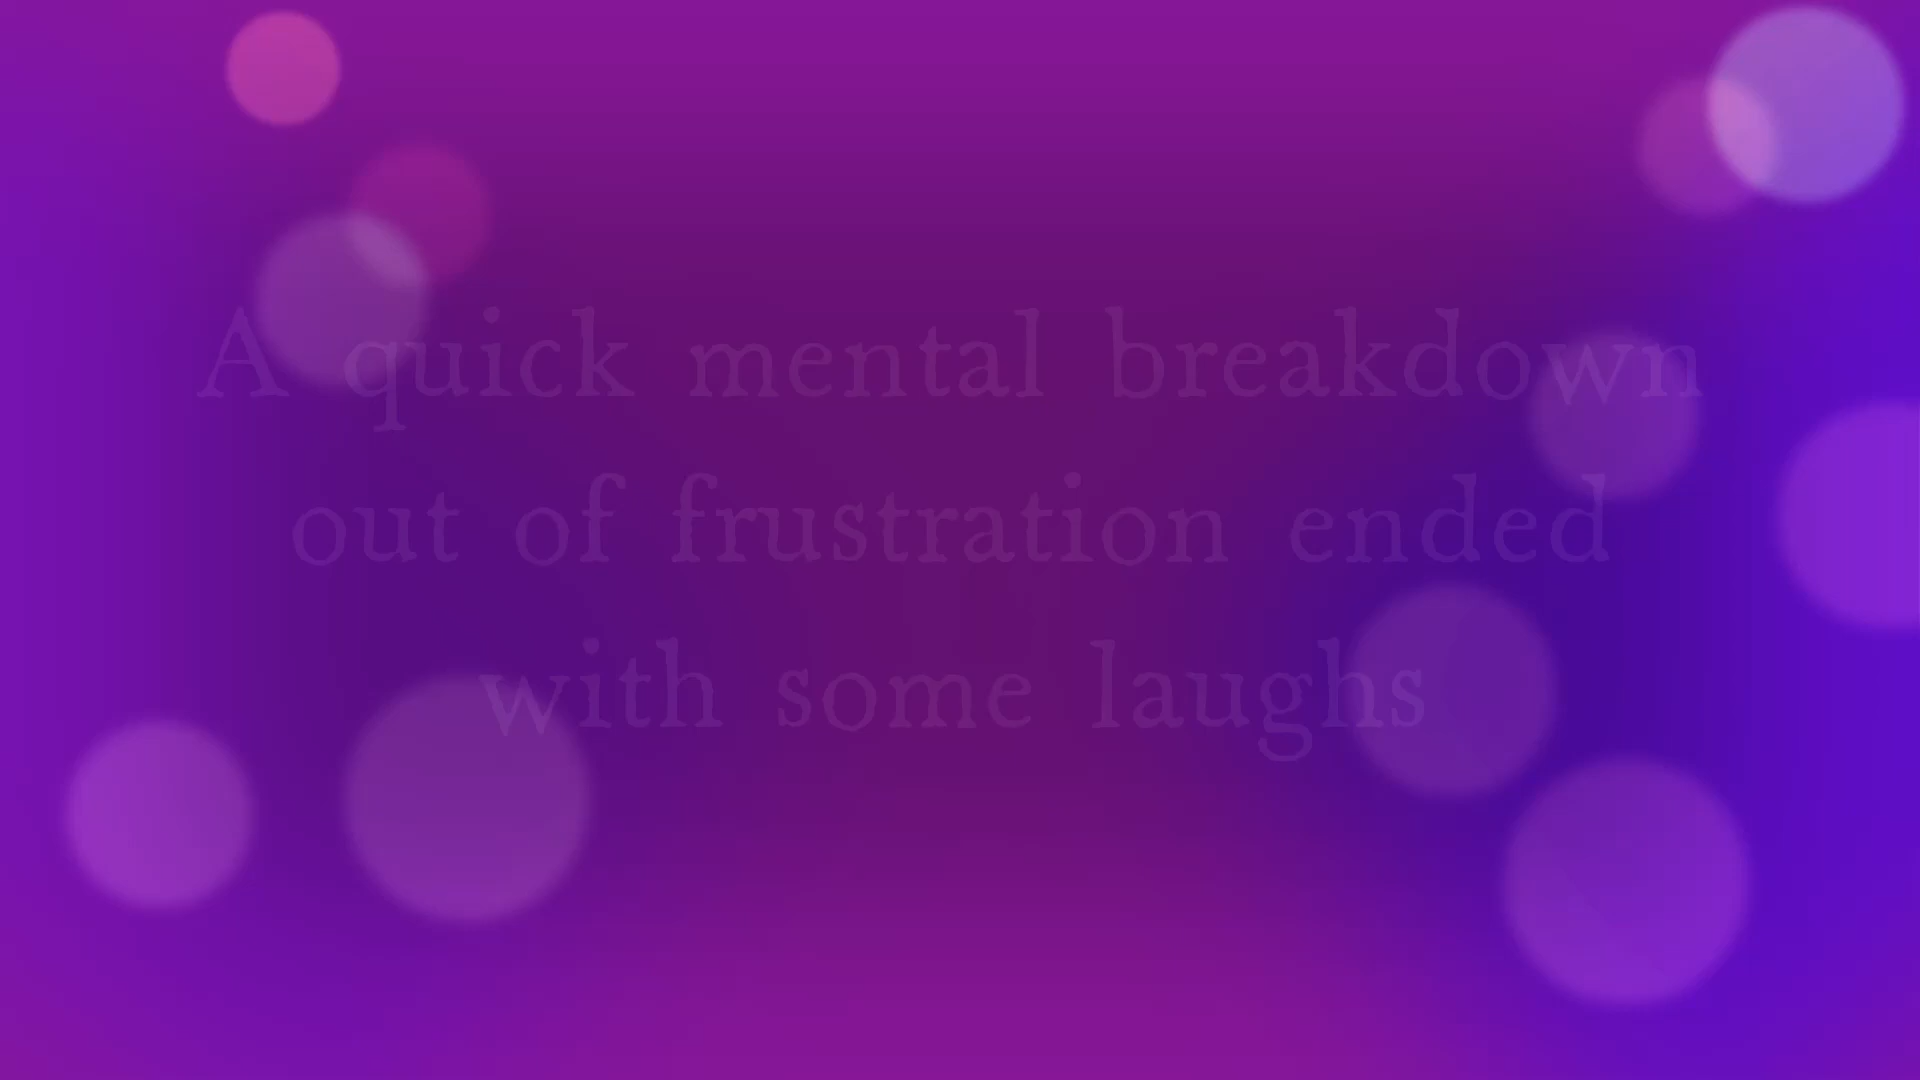 A quick mental breakdown
out of frustration ended
with some laughs